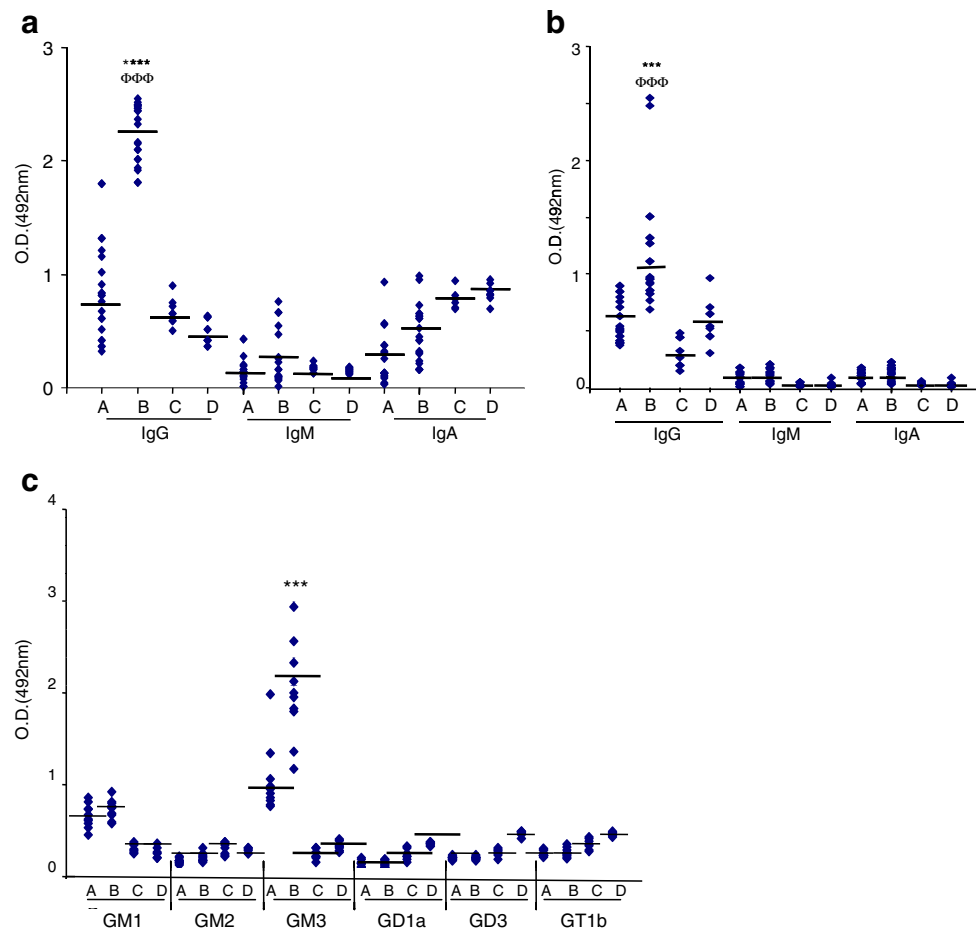 a
3
2
1
0
O.D.(492nm)
****
ΦΦΦ
A B C D A B C D A B C D
IgG IgM IgA
b
3
2
1
0
O.D.(492nm)
***
ΦΦΦ
A B C D A B C D A B C D
IgG IgM IgA
c
4
3
2
1
0
O.D.(492nm)
***
A B C D A B C D A B C D A B C D A B C D A B C D
GM1 GM2 GM3 GD1a GD3 GT1b